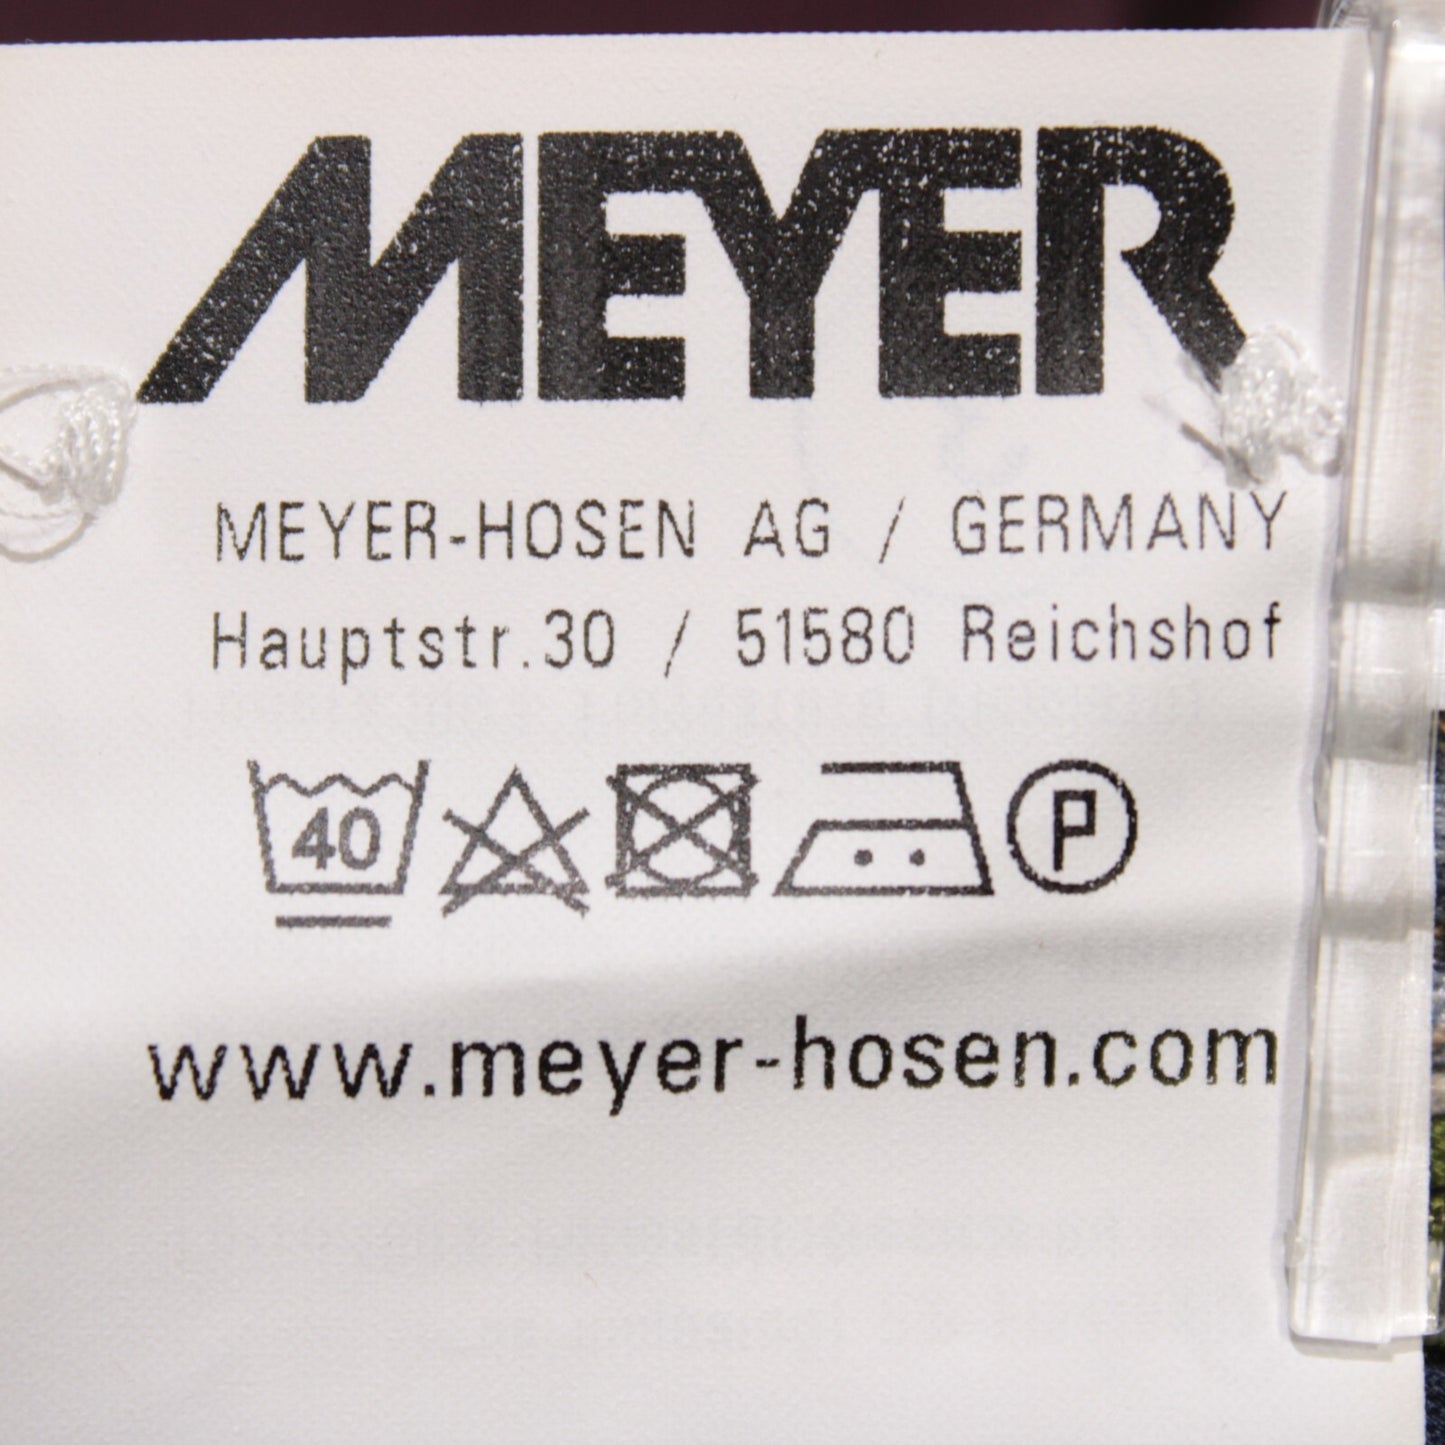 MEYER
MEYER-HOSEN AG / GERMANY
Hauptstr.30 / 51580 Reichshof
40 P
www.meyer-hosen.com